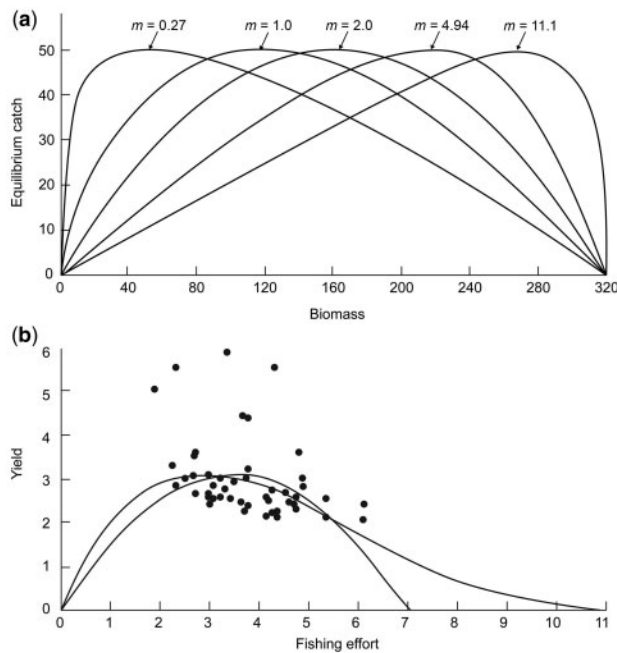 (a)
m = 0.27 m = 1.0 m = 2.0 m = 4.94 m = 11.1
50
40
30
20
10
0
Equilibrium catch
0 40 80 120 160 200 240 280 320
Biomass
(b)
6
5
4
3
2
1
0
Yield
0 1 2 3 4 5 6 7 8 9 10 11
Fishing effort